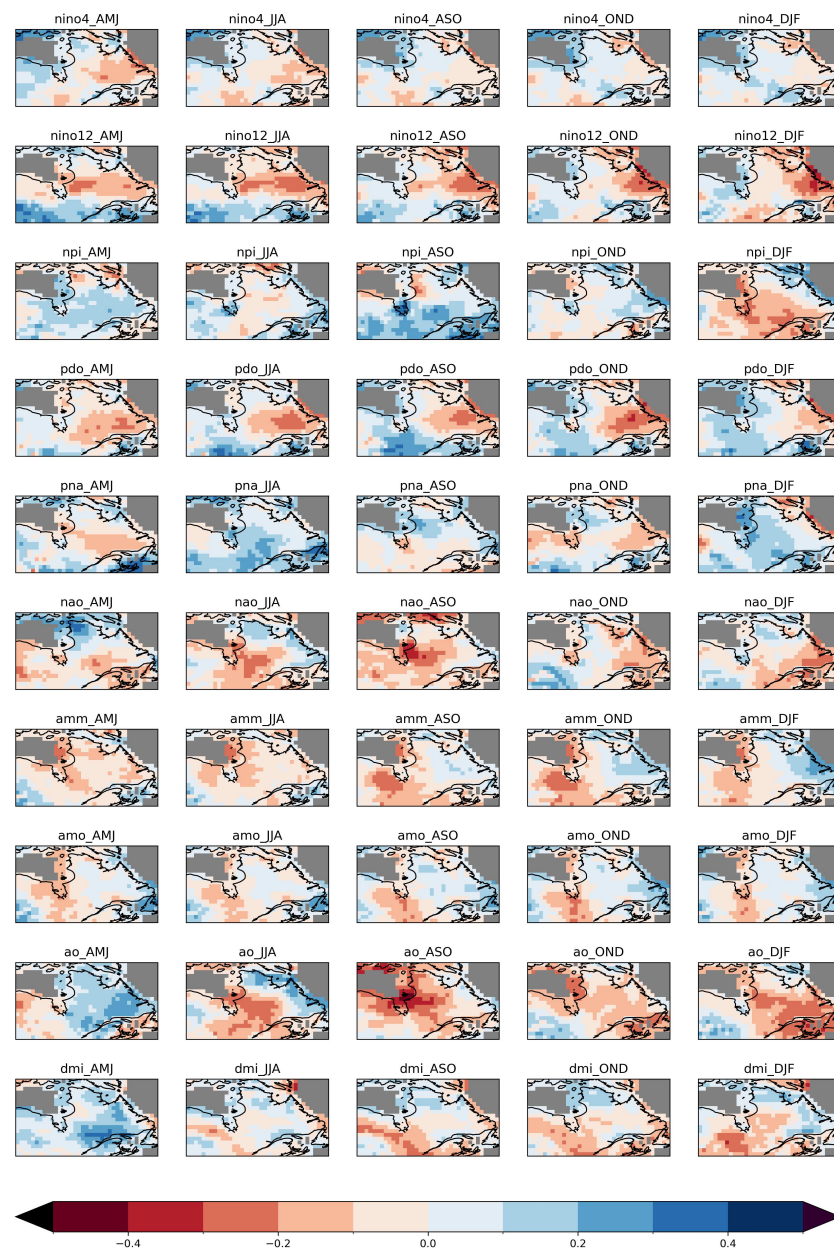 nino4_AMJ nino4_JJA nino4_ASO nino4_OND nino4_DJF
nino12_AMJ nino12_JJA nino12_ASO nino12_OND nino12_DJF
npi_AMJ npi_JJA npi_ASO npi_OND npi_DJF
pdo_AMJ pdo_JJA pdo_ASO pdo_OND pdo_DJF
pna_AMJ pna_JJA pna_ASO pna_OND pna_DJF
nao_AMJ nao_JJA nao_ASO nao_OND nao_DJF
amm_AMJ amm_JJA amm_ASO amm_OND amm_DJF
amo_AMJ amo_JJA amo_ASO amo_OND amo_DJF
ao_AMJ ao_JJA ao_ASO ao_OND ao_DJF
dmi_AMJ dmi_JJA dmi_ASO dmi_OND dmi_DJF
−0.4 −0.2 0.0 0.2 0.4